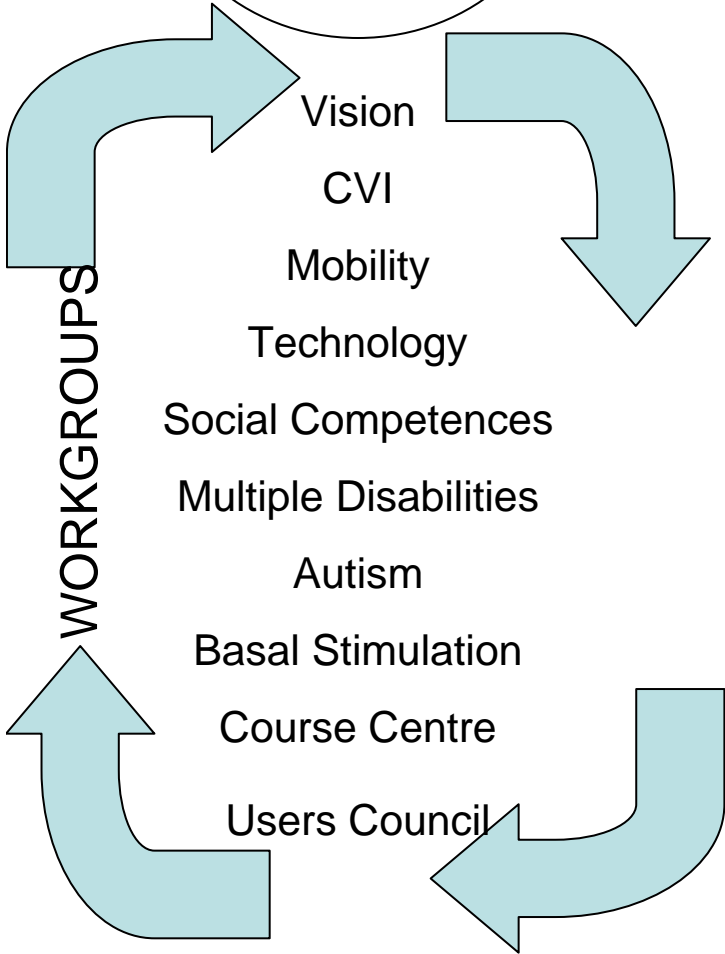 Vision
CVI
Mobility
Technology
Social Competences
Multiple Disabilities
Autism
Basal Stimulation
Course Centre
Users Council
WORKGROUPS